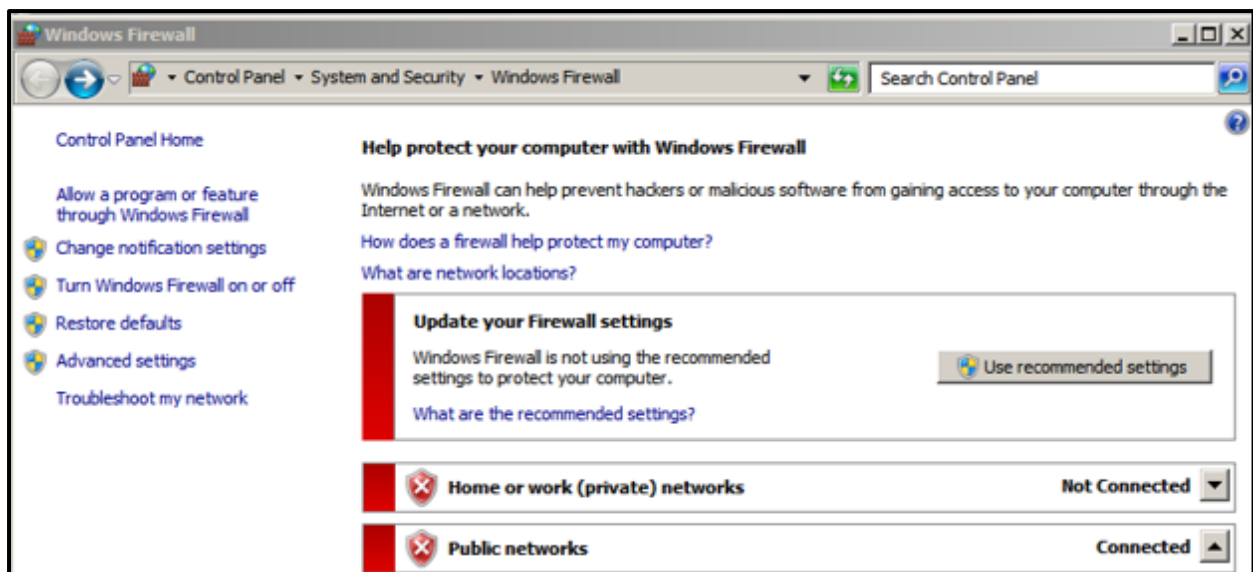 Windows Firewall
Control Panel System and Security Windows Firewall
Search Control Panel
Control Panel Home
Allow a program or feature
through Windows Firewall
Change notification settings
Turn Windows Firewall on or off
Restore defaults
Advanced settings
Troubleshoot my network
Help protect your computer with Windows Firewall
Windows Firewall can help prevent hackers or malicious software from gaining access to your computer through the
Internet or a network.
How does a firewall help protect my computer?
What are network locations?
Update your Firewall settings
Windows Firewall is not using the recommended
settings to protect your computer.
Use recommended settings
What are the recommended settings?
Home or work (private) networks Not Connected
Public networks Connected